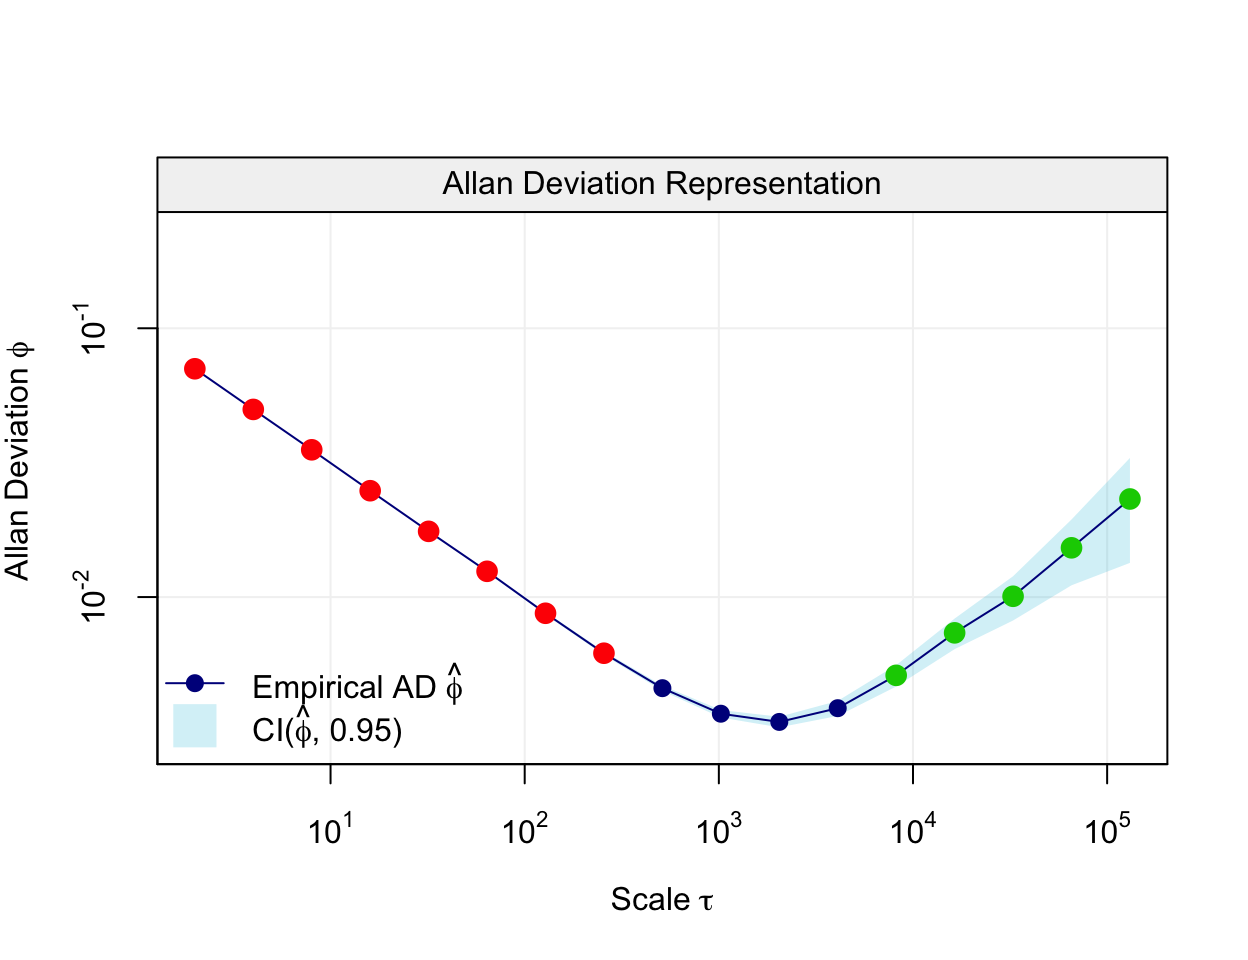 Allan Deviation Representation
Allan Deviation ϕ
10⁻¹
10⁻²
Empirical AD ϕ̂
CI(ϕ̂, 0.95)
10¹ 10² 10³ 10⁴ 10⁵
Scale τ